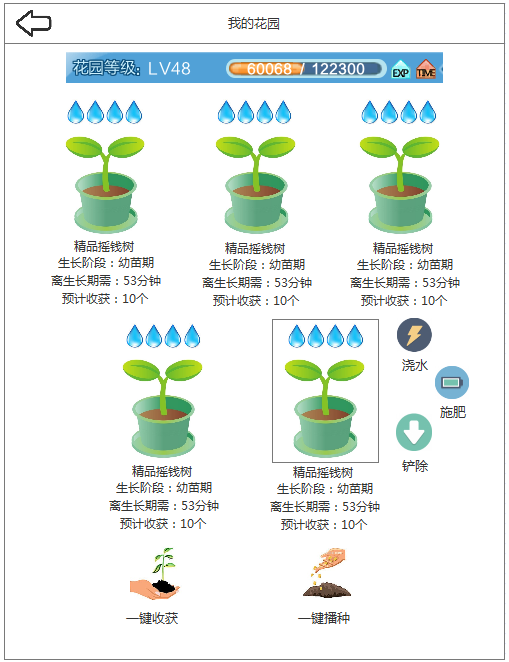 我的花园
花园等级: LV48 60068 / 122300 EXP TIME
精品摇钱树
生长阶段：幼苗期
离生长期需：53分钟
预计收获：10个
精品摇钱树
生长阶段：幼苗期
离生长期需：53分钟
预计收获：10个
精品摇钱树
生长阶段：幼苗期
离生长期需：53分钟
预计收获：10个
精品摇钱树
生长阶段：幼苗期
离生长期需：53分钟
预计收获：10个
精品摇钱树
生长阶段：幼苗期
离生长期需：53分钟
预计收获：10个
浇水
施肥
铲除
一键收获
一键播种